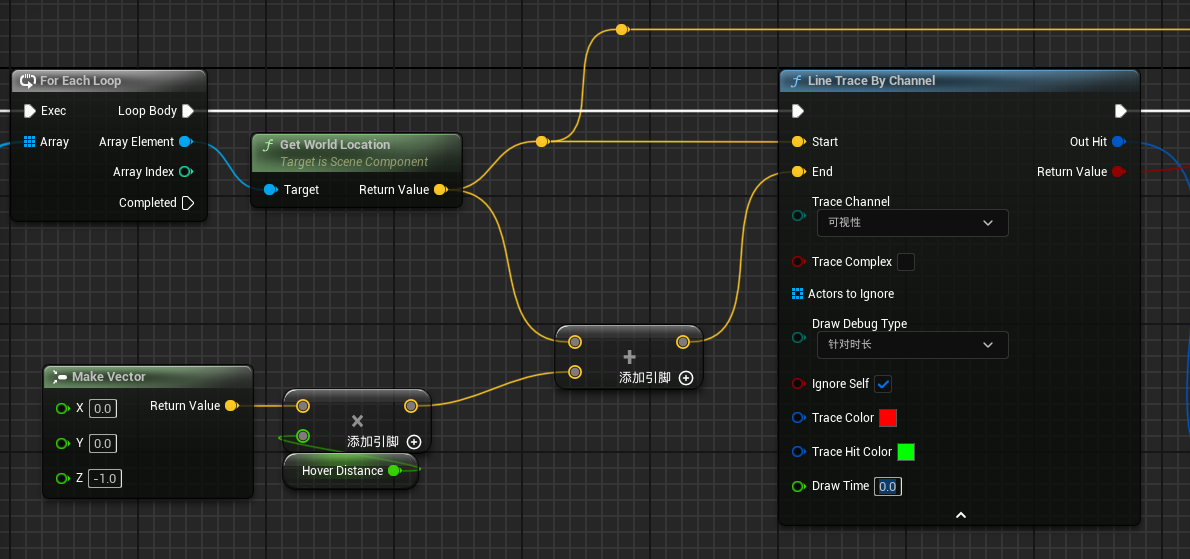 For Each Loop
Exec
Loop Body
Array
Array Element
Array Index
Completed
Get World Location
Target is Scene Component
Target
Return Value
Make Vector
X 0.0
Return Value
Y 0.0
Z -1.0
添加引脚
Hover Distance
添加引脚
Line Trace By Channel
Start
Out Hit
End
Return Value
Trace Channel
可视性
Trace Complex
Actors to Ignore
Draw Debug Type
针对时长
Ignore Self
Trace Color
Trace Hit Color
Draw Time 0.0